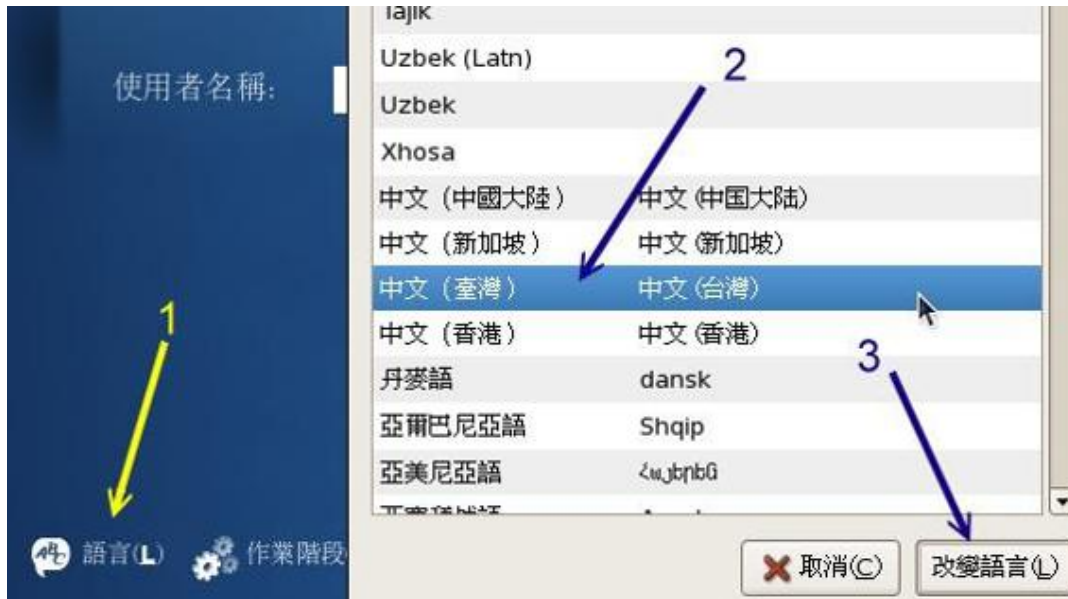 Tajik
使用者名稱:
Uzbek (Latn)
2
Uzbek
Xhosa
中文 (中國大陸) 中文 (中国大陆)
中文 (新加坡) 中文 (新加坡)
中文 (臺灣) 中文 (台灣)
1
中文 (香港) 中文 (香港)
3
丹麥語 dansk
亞爾巴尼亞語 Shqip
亞美尼亞語 Հայերեն
語言(L) 作業階段
取消(C) 改變語言(L)